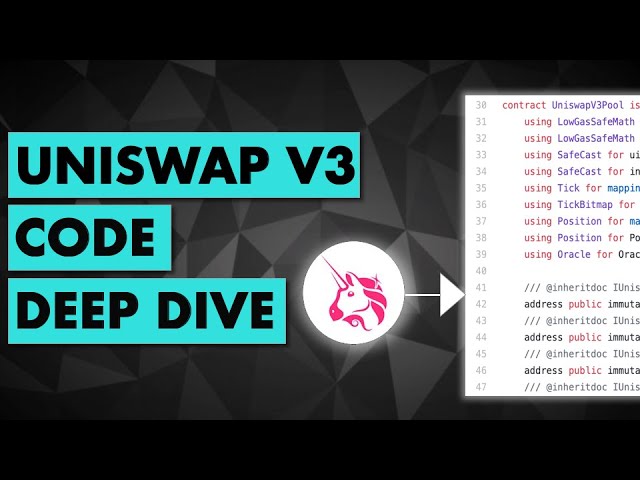 UNISWAP V3
CODE
DEEP DIVE
30 contract UniswapV3Pool is
31 using LowGasSafeMath
32 using LowGasSafeMath
33 using SafeCast for ui
34 using SafeCast for in
35 using Tick for mappin
36 using TickBitmap for
37 using Position for ma
38 using Position for Po
39 using Oracle for Orac
40
41 /// @inheritdoc IUnis
42 address public immuta
43 /// @inheritdoc IUnis
44 address public immuta
45 /// @inheritdoc IUnis
46 address public immuta
47 /// @inheritdoc IUnis